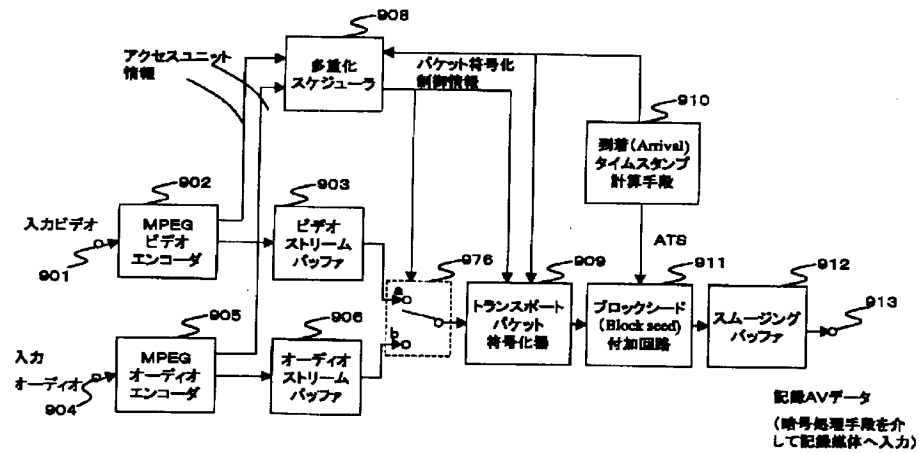 908
アクセスユニット
情報
多重化
スケジューラ
パケット符号化
制御情報
910
到着(Arrival)
タイムスタンプ
計算手段
902
903
入力ビデオ
MPEG
ビデオ
エンコーダ
ビデオ
ストリーム
バッファ
ATS
901
976
909
911
912
a
b
トランスポート
パケット
符号化器
ブロックシード
(Block seed)
付加回路
スムージング
バッファ
913
905
906
入力
オーディオ
MPEG
オーディオ
エンコーダ
オーディオ
ストリーム
バッファ
904
記録AVデータ
(暗号処理手段を介
して記録媒体へ入力)